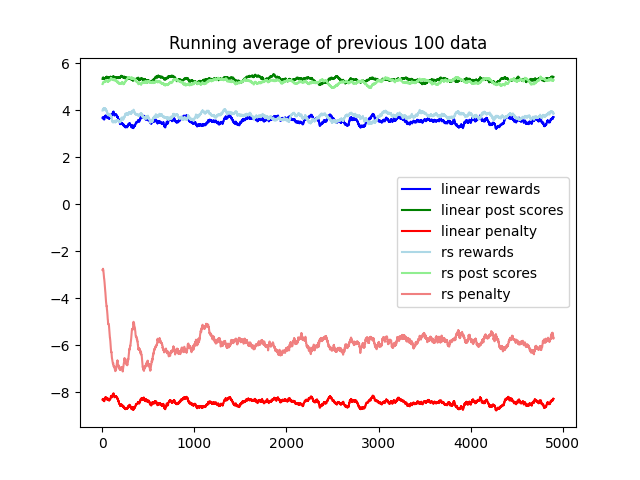 Running average of previous 100 data
6
4
2
0
−2
−4
−6
−8
linear rewards
linear post scores
linear penalty
rs rewards
rs post scores
rs penalty
0 1000 2000 3000 4000 5000